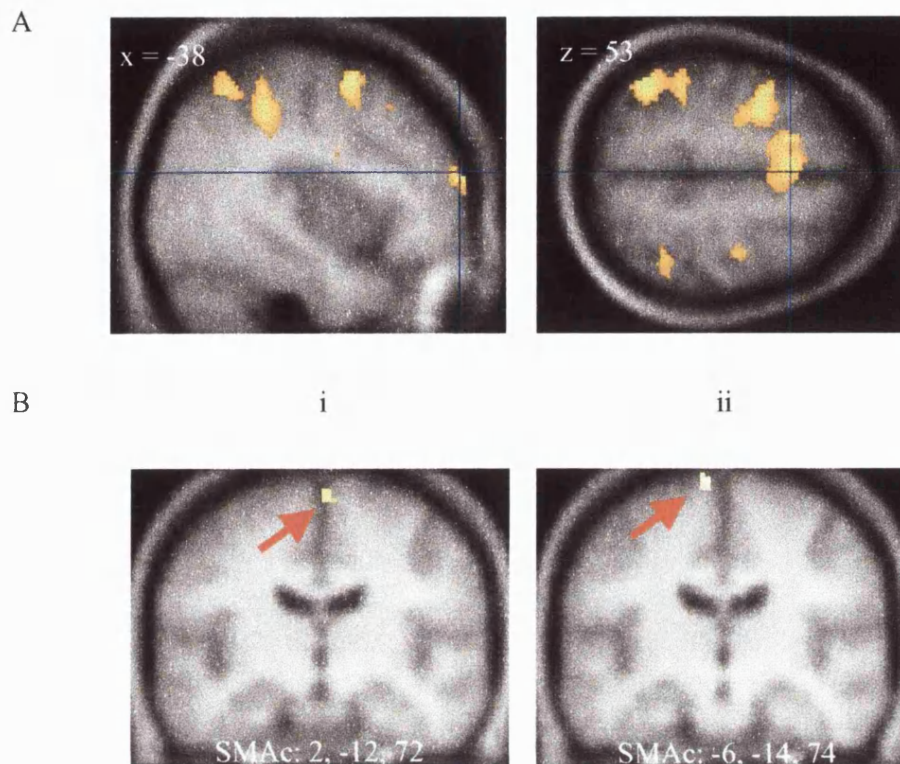 A
x = -38
z = 53
B
i
ii
SMAc: 2, -12, 72
SMAc: -6, -14, 74